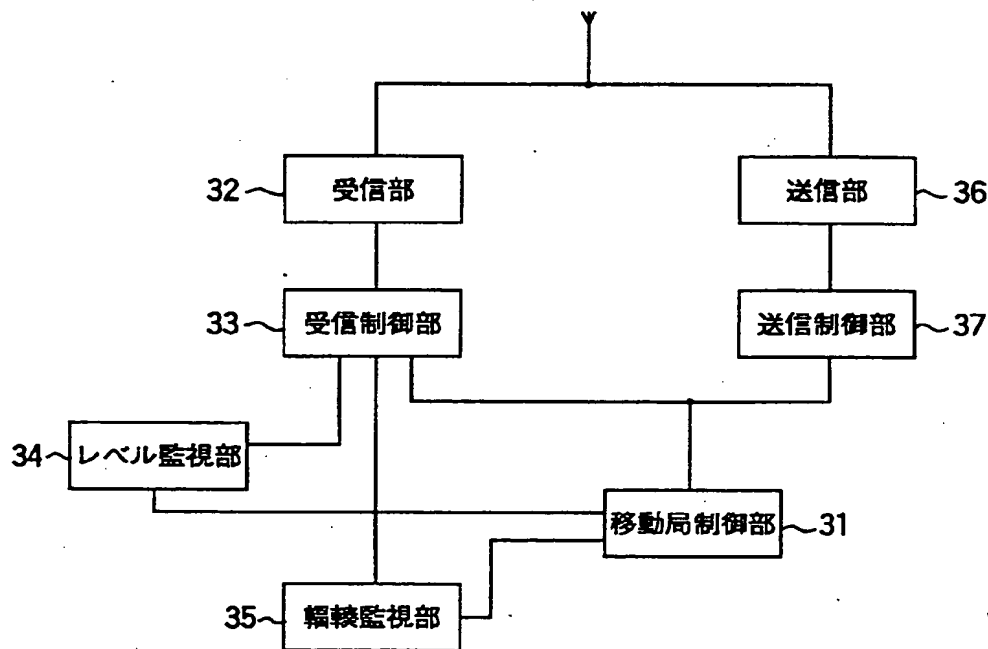 32 受信部
送信部 36
33 受信制御部
送信制御部 37
34 レベル監視部
移動局制御部 31
35 輻輳監視部